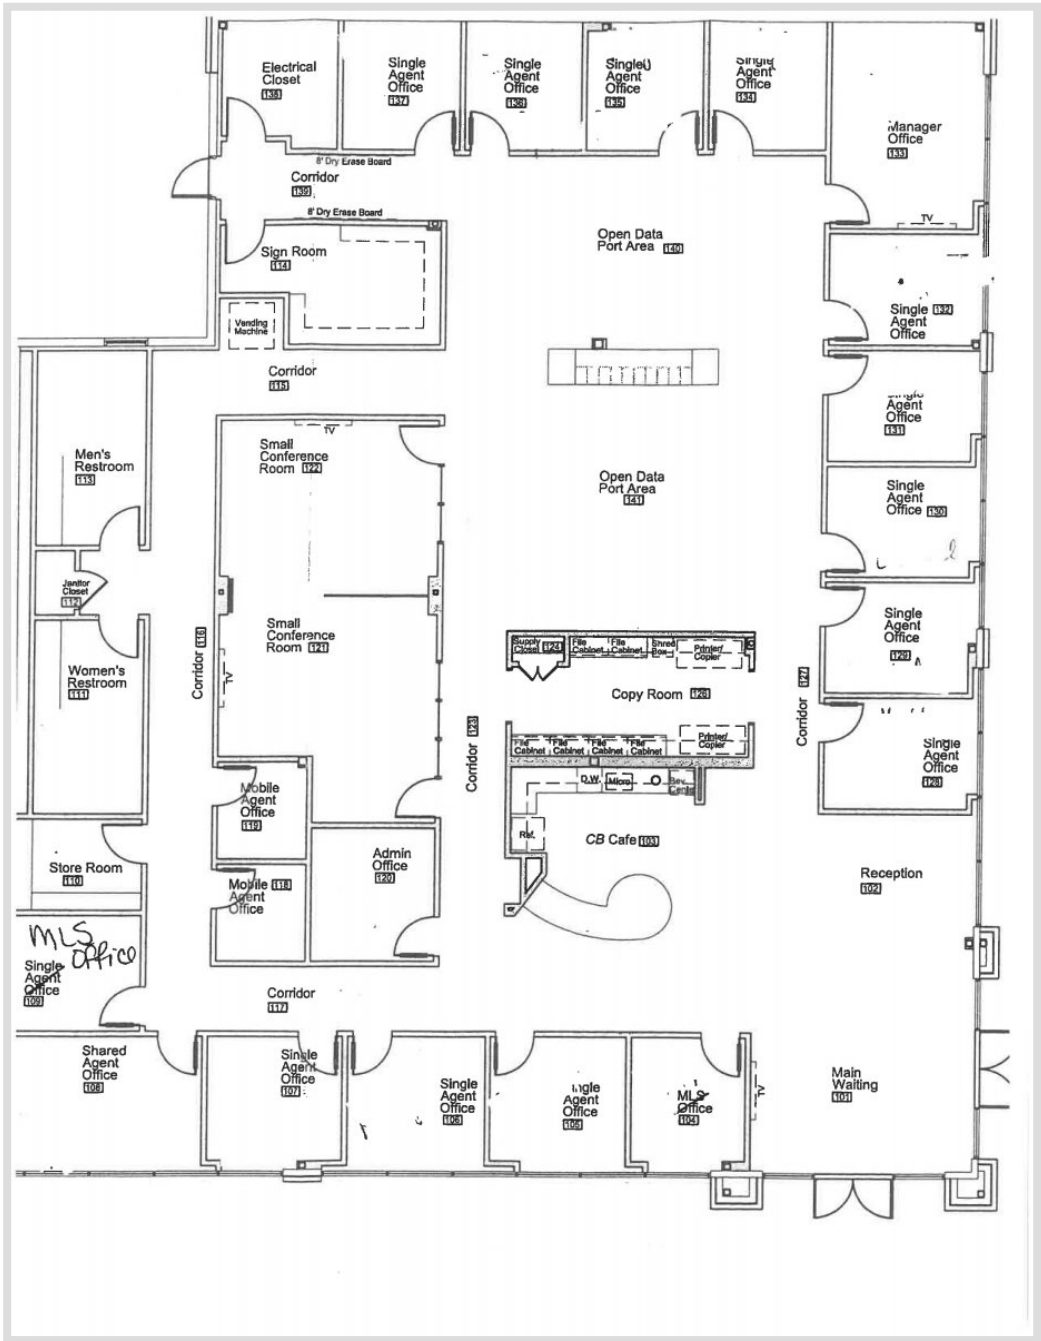 Electrical
Closet
138
Single
Agent
Office
137
Single
Agent
Office
136
Single
Agent
Office
135
Single
Agent
Office
134
Manager
Office
133
8' Dry Erase Board
Corridor
139
8' Dry Erase Board
Sign Room
114
Open Data
Port Area 140
TV
Single 132
Agent
Office
Vending
Machine
Corridor
115
Agent
Office
131
TV
Small
Conference
Room 122
Men's
Restroom
113
Open Data
Port Area
141
Single
Agent
Office 130
Janitor
Closet
112
Small
Conference
Room 121
Corridor 116
TV
Women's
Restroom
111
Supply
Closet 124
File
Cabinet
File
Cabinet
Shred
Box
Printer/
Copier
Copy Room 126
Single
Agent
Office
129
Corridor 127
Corridor 123
File
Cabinet
File
Cabinet
File
Cabinet
File
Cabinet
Printer/
Copier
Single
Agent
Office
128
Mobile
Agent
Office
119
D.W.
Micro
Bev.
Ref.
CB Cafe 103
Store Room
110
Admin
Office
120
Mobile 118
Agent
Office
Reception
102
MLS
Office
Single
Agent
Office
109
Corridor
117
Shared
Agent
Office
108
Single
Agent
Office
107
Single
Agent
Office
106
Agent
Office
105
MLS
Office
104
TV
Main
Waiting
101